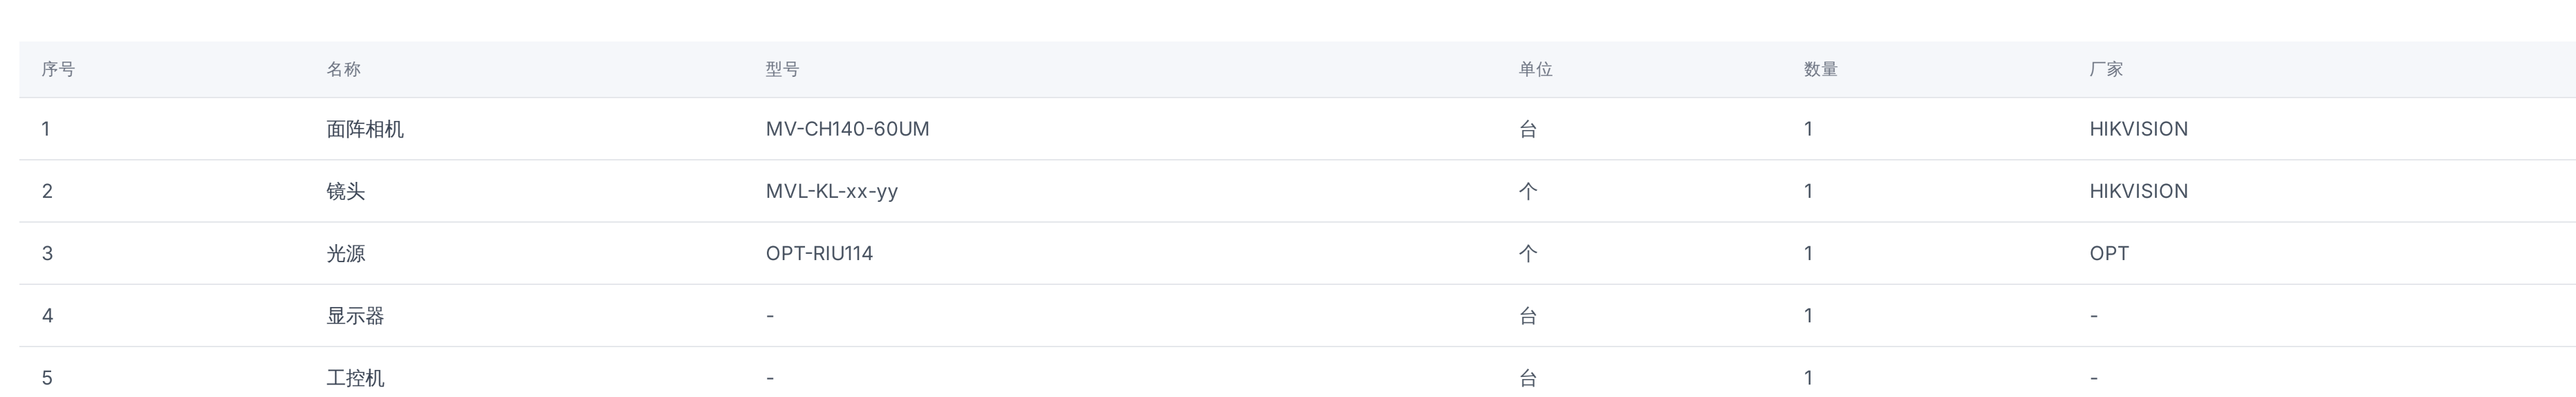 序号 名称 型号 单位 数量 厂家
1 面阵相机 MV-CH140-60UM 台 1 HIKVISION
2 镜头 MVL-KL-xx-yy 个 1 HIKVISION
3 光源 OPT-RIU114 个 1 OPT
4 显示器 - 台 1 -
5 工控机 - 台 1 -